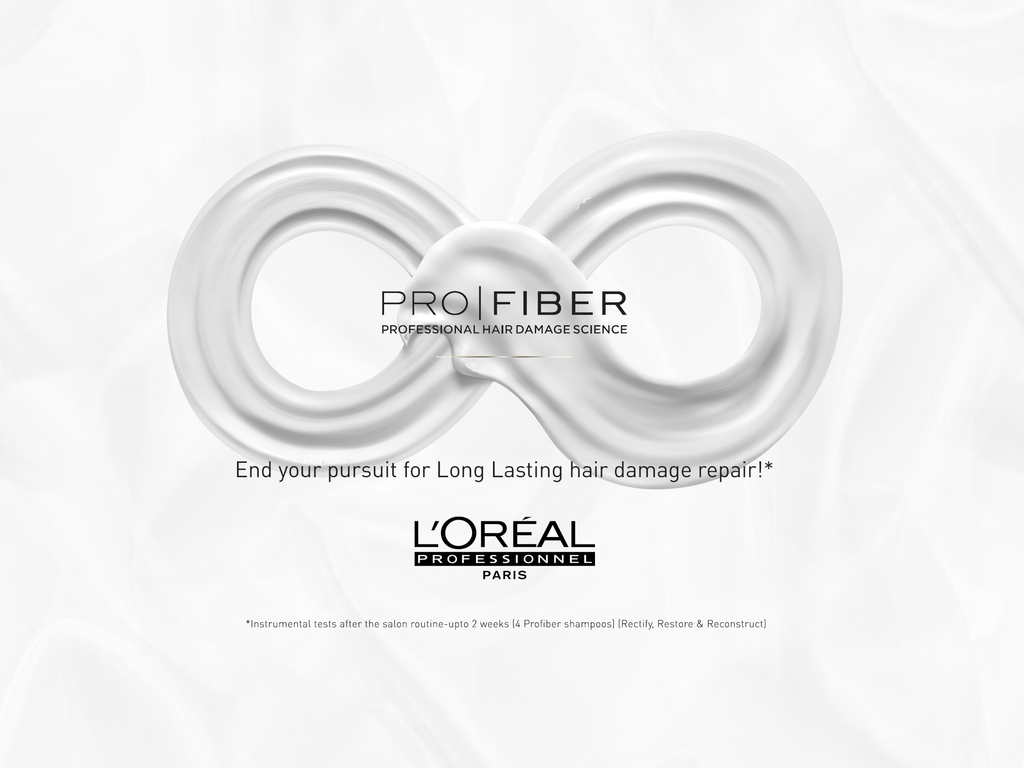 PRO|FIBER
PROFESSIONAL HAIR DAMAGE SCIENCE
End your pursuit for Long Lasting hair damage repair!*
L'ORÉAL
PROFESSIONNEL
PARIS
*Instrumental tests after the salon routine-upto 2 weeks (4 Profiber shampoos) (Rectify, Restore & Reconstruct)